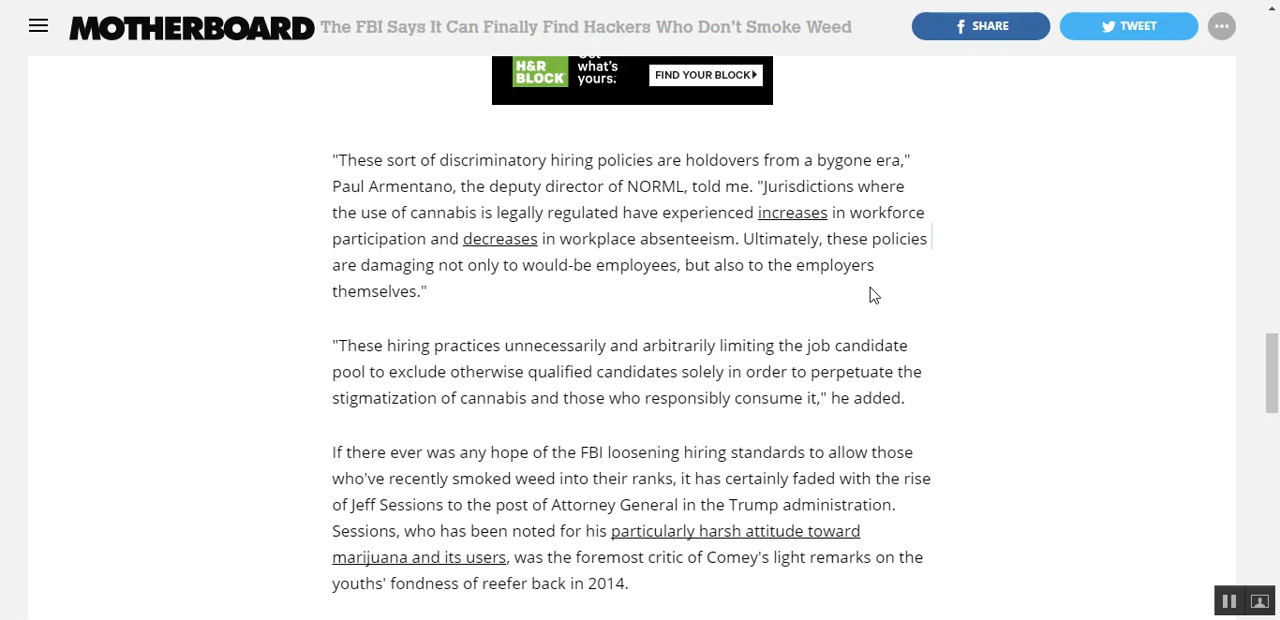 MOTHERBOARD The FBI Says It Can Finally Find Hackers Who Don't Smoke Weed
SHARE
TWEET
H&R
BLOCK
what's
yours.
FIND YOUR BLOCK
"These sort of discriminatory hiring policies are holdovers from a bygone era,"
Paul Armentano, the deputy director of NORML, told me. "Jurisdictions where
the use of cannabis is legally regulated have experienced increases in workforce
participation and decreases in workplace absenteeism. Ultimately, these policies
are damaging not only to would-be employees, but also to the employers
themselves."
"These hiring practices unnecessarily and arbitrarily limiting the job candidate
pool to exclude otherwise qualified candidates solely in order to perpetuate the
stigmatization of cannabis and those who responsibly consume it," he added.
If there ever was any hope of the FBI loosening hiring standards to allow those
who've recently smoked weed into their ranks, it has certainly faded with the rise
of Jeff Sessions to the post of Attorney General in the Trump administration.
Sessions, who has been noted for his particularly harsh attitude toward
marijuana and its users, was the foremost critic of Comey's light remarks on the
youths' fondness of reefer back in 2014.